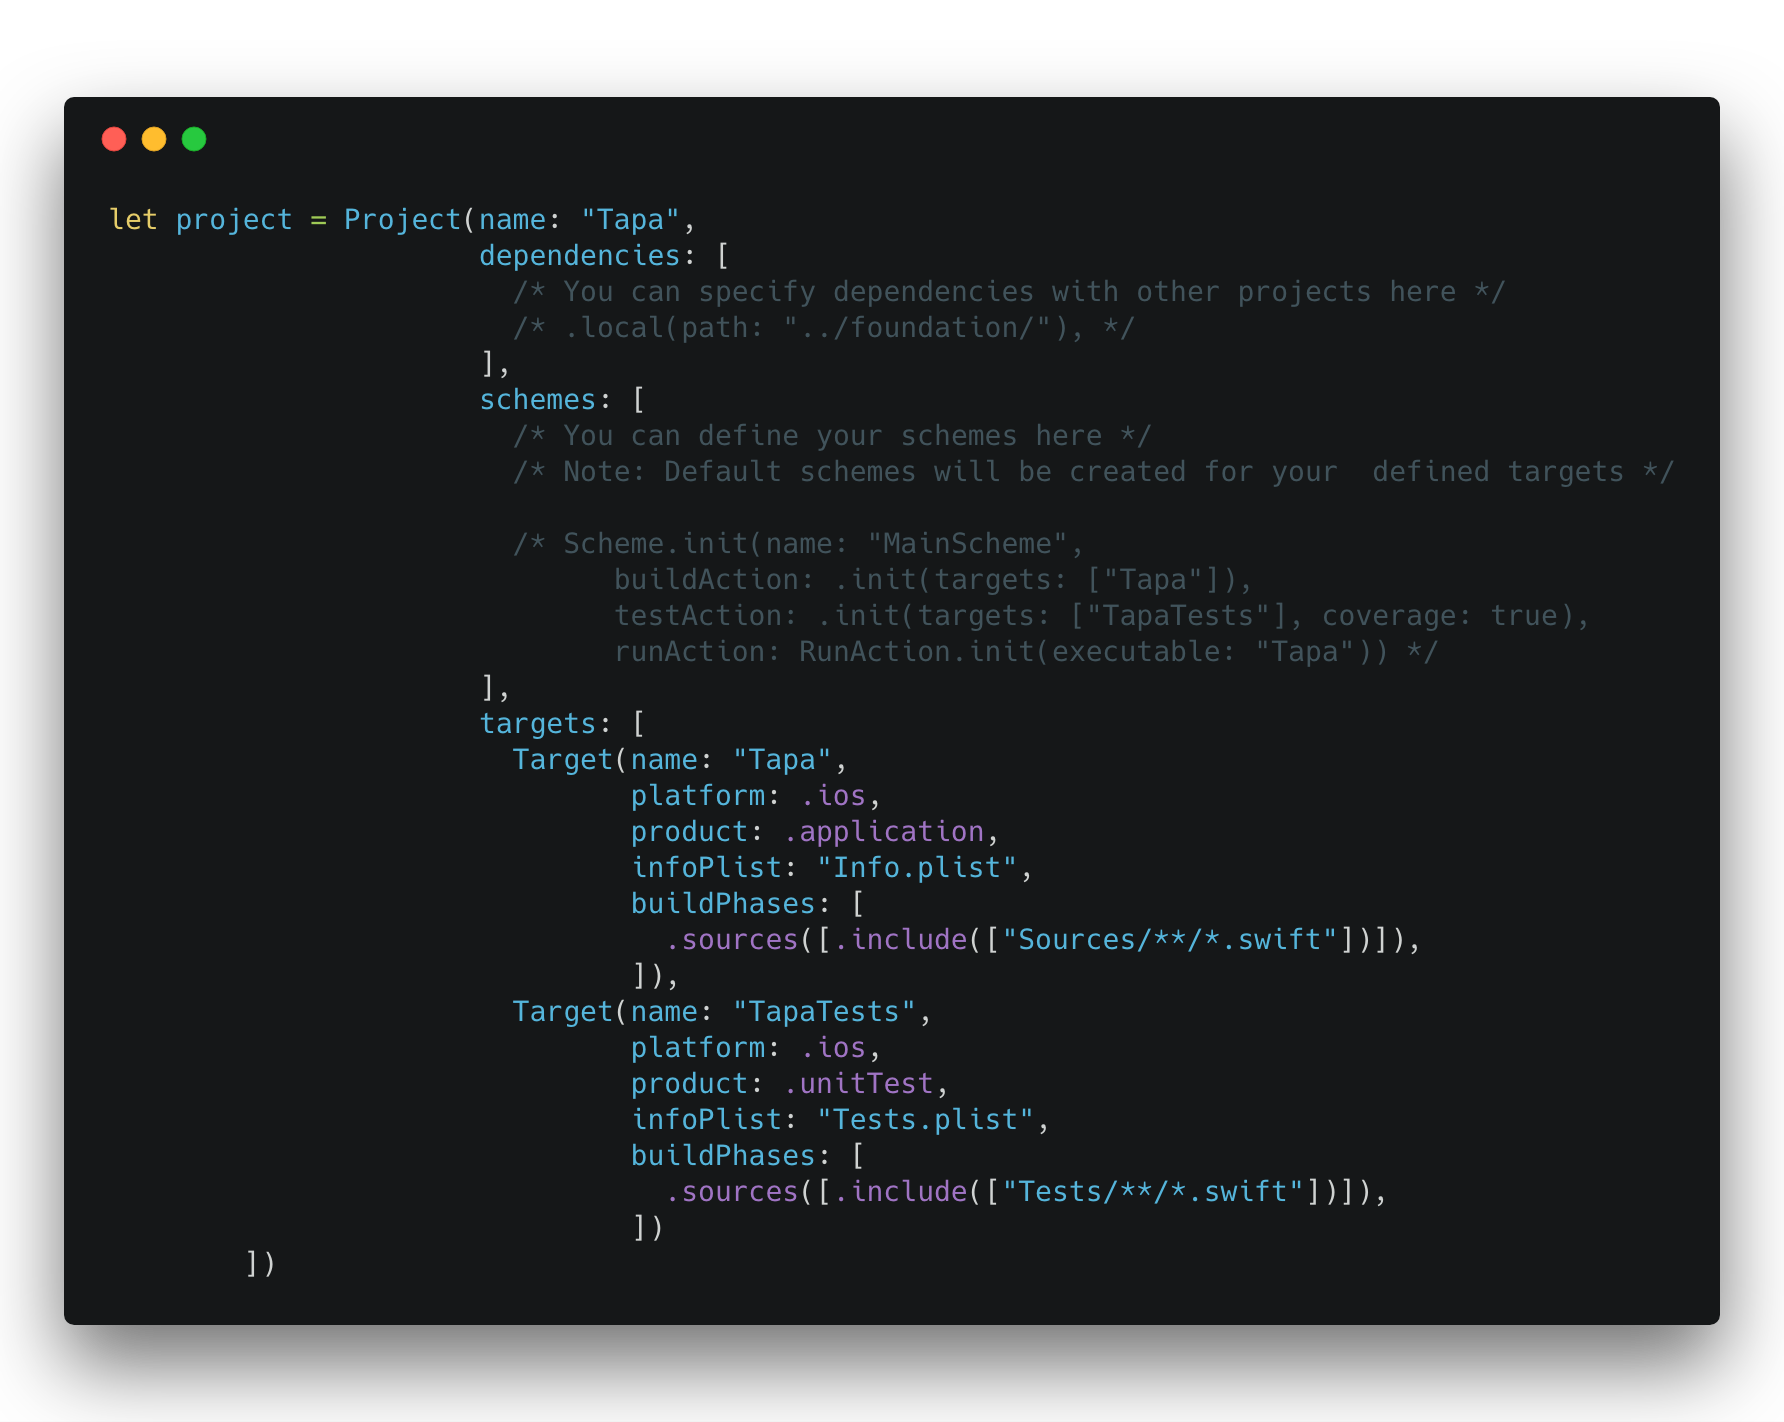 let project = Project(name: "Tapa",
                      dependencies: [
                        /* You can specify dependencies with other projects here */
                        /* .local(path: "../foundation/"), */
                      ],
                      schemes: [
                        /* You can define your schemes here */
                        /* Note: Default schemes will be created for your  defined targets */

                        /* Scheme.init(name: "MainScheme",
                              buildAction: .init(targets: ["Tapa"]),
                              testAction: .init(targets: ["TapaTests"], coverage: true),
                              runAction: RunAction.init(executable: "Tapa")) */
                      ],
                      targets: [
                        Target(name: "Tapa",
                               platform: .ios,
                               product: .application,
                               infoPlist: "Info.plist",
                               buildPhases: [
                                 .sources([.include(["Sources/**/*.swift"])]),
                               ]),
                        Target(name: "TapaTests",
                               platform: .ios,
                               product: .unitTest,
                               infoPlist: "Tests.plist",
                               buildPhases: [
                                 .sources([.include(["Tests/**/*.swift"])]),
                               ])
        ])